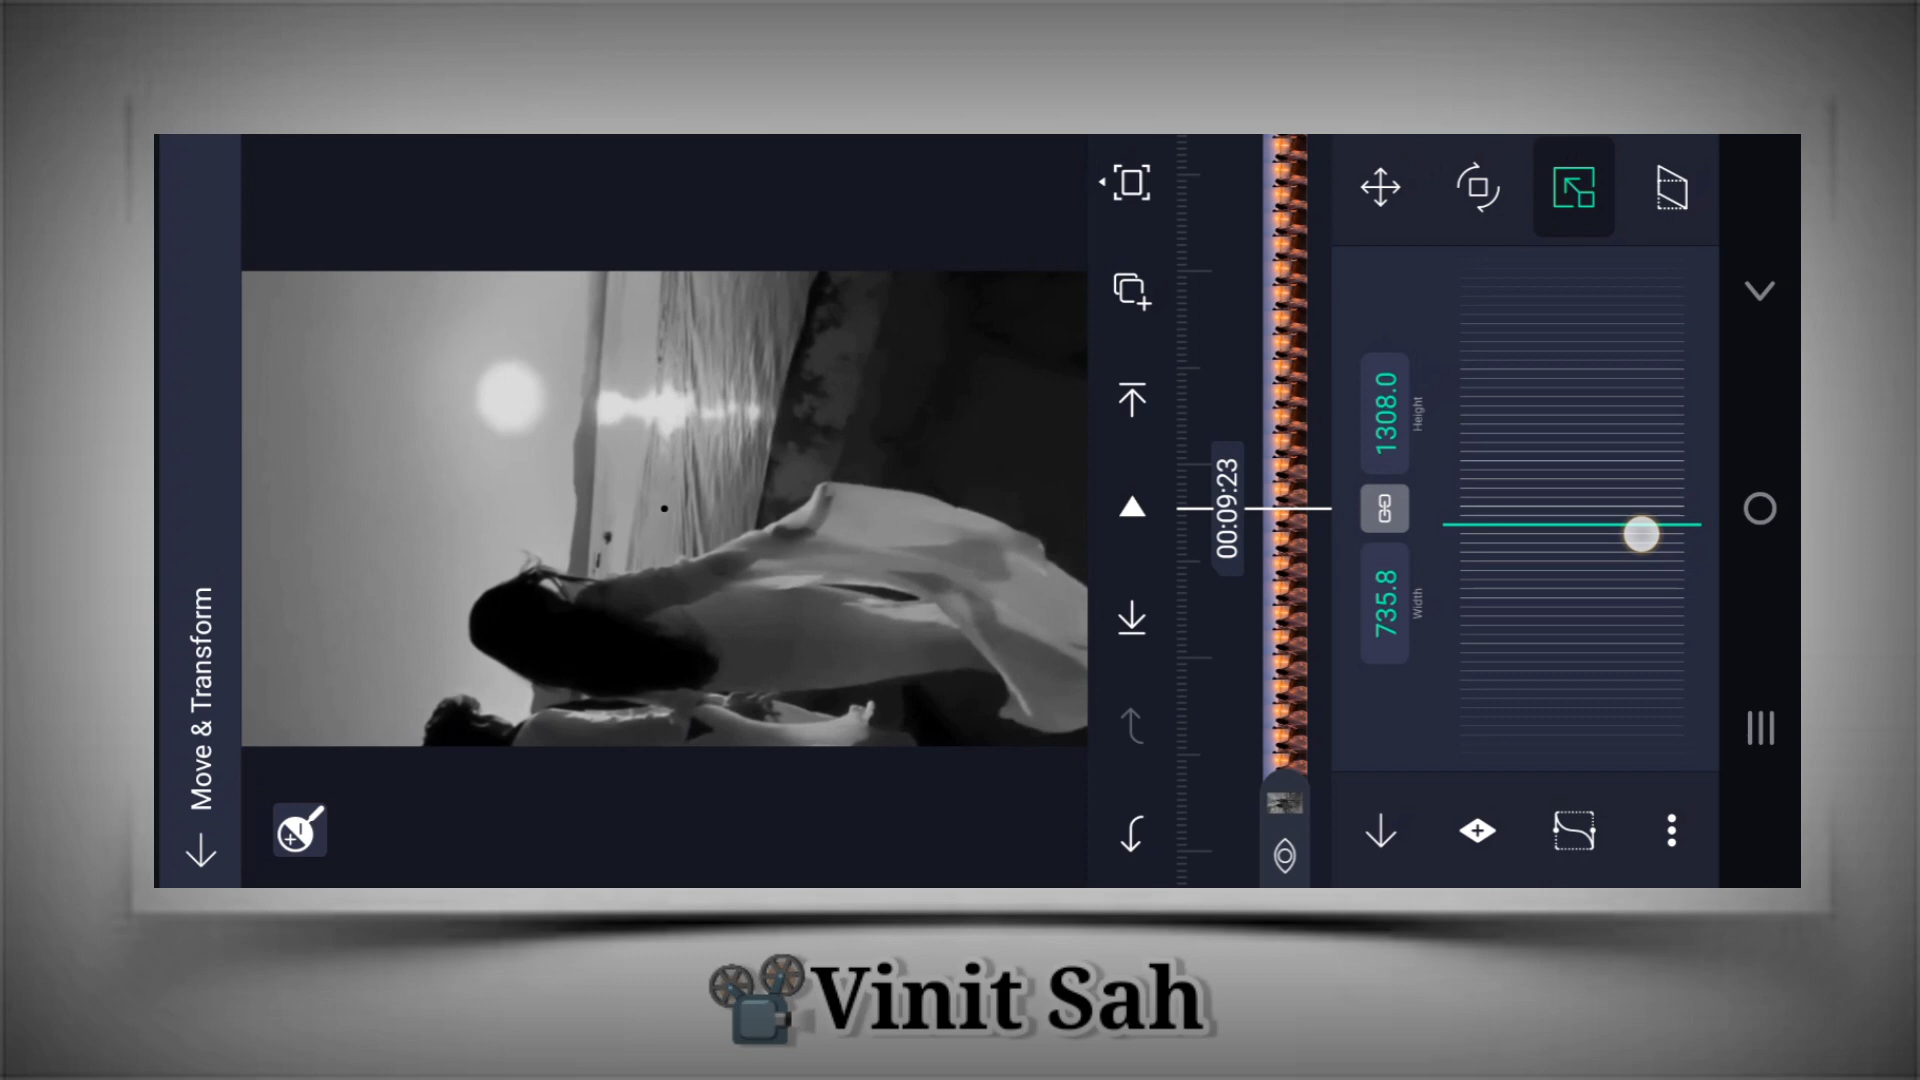 Move & Transform
00:09:23
735.8
Width
1308.0
Height
Vinit Sah